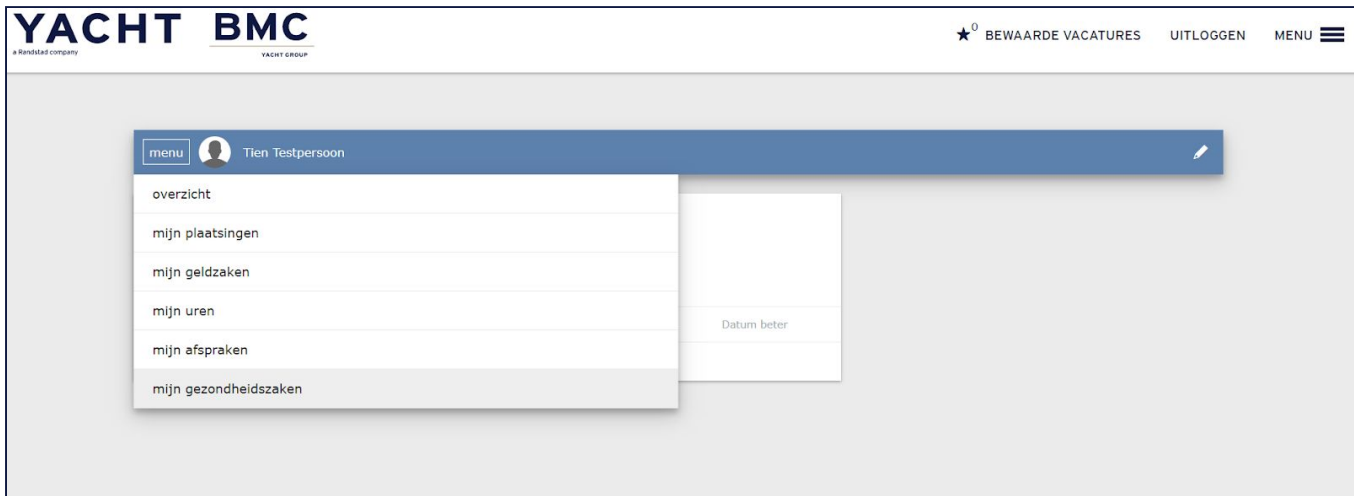 YACHT BMC
a Randstad company
YACHT GROUP
★0 BEWAARDE VACATURES UITLOGGEN MENU
menu Tien Testpersoon
overzicht
mijn plaatsingen
mijn geldzaken
mijn uren
Datum beter
mijn afspraken
mijn gezondheidszaken